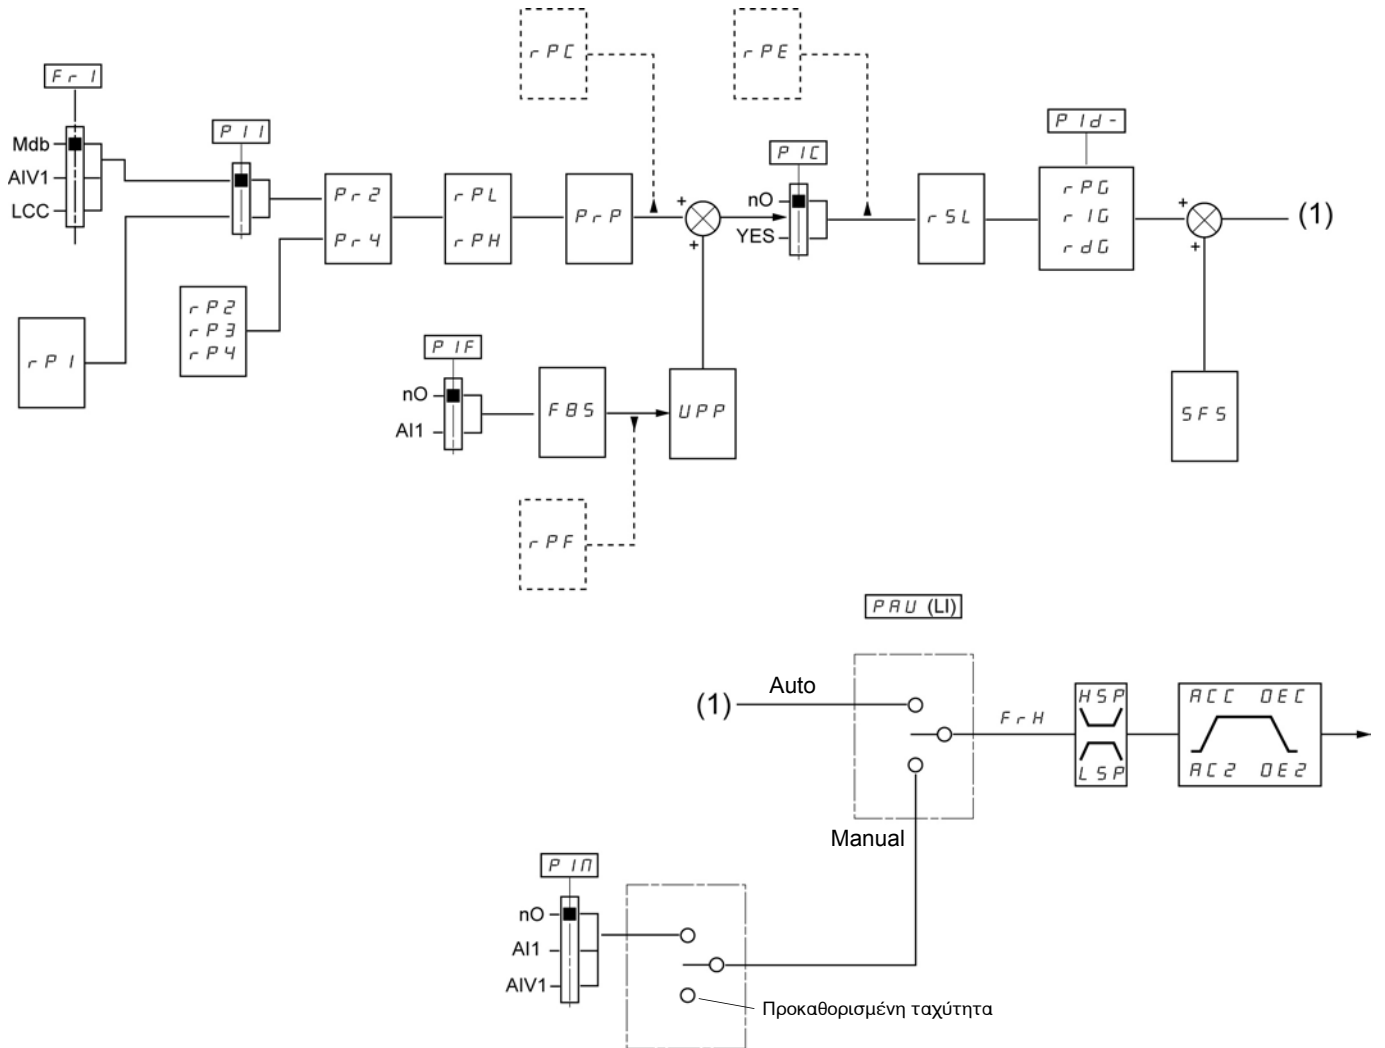 rPC
rPE
Fr1
PId-
PI1
PIC
Mdb
AIV1
LCC
nO
YES
Pr2
Pr4
rPL
rPH
PrP
+
+
rSL
rPG
rIG
rdG
+
+
(1)
rP1
rP2
rP3
rP4
PIF
nO
AI1
FBS
UPP
SFS
rPF
PAU (LI)
(1)
Auto
FrH
HSP
LSP
ACC DEC
AC2 DE2
Manual
PIM
nO
AI1
AIV1
Προκαθορισμένη ταχύτητα